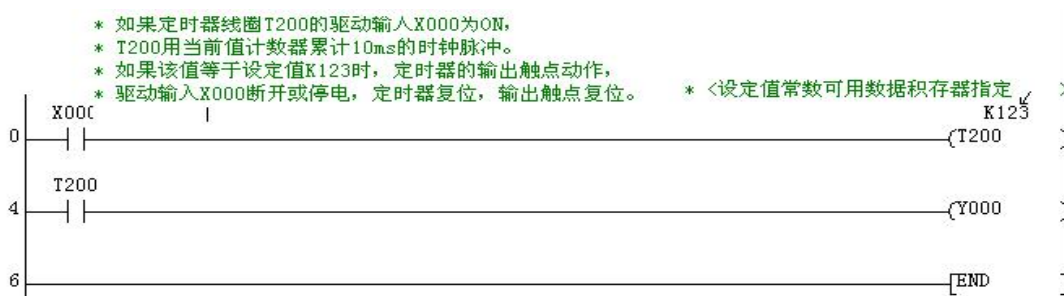 * 如果定时器线圈T200的驱动输入X000为ON，
* T200用当前值计数器累计10ms的时钟脉冲。
* 如果该值等于设定值K123时，定时器的输出触点动作，
* 驱动输入X000断开或停电，定时器复位，输出触点复位。
* <设定值常数可用数据积存器指定 >
X000
K123
0
(T200 )
T200
4
(Y000 )
6
[END ]